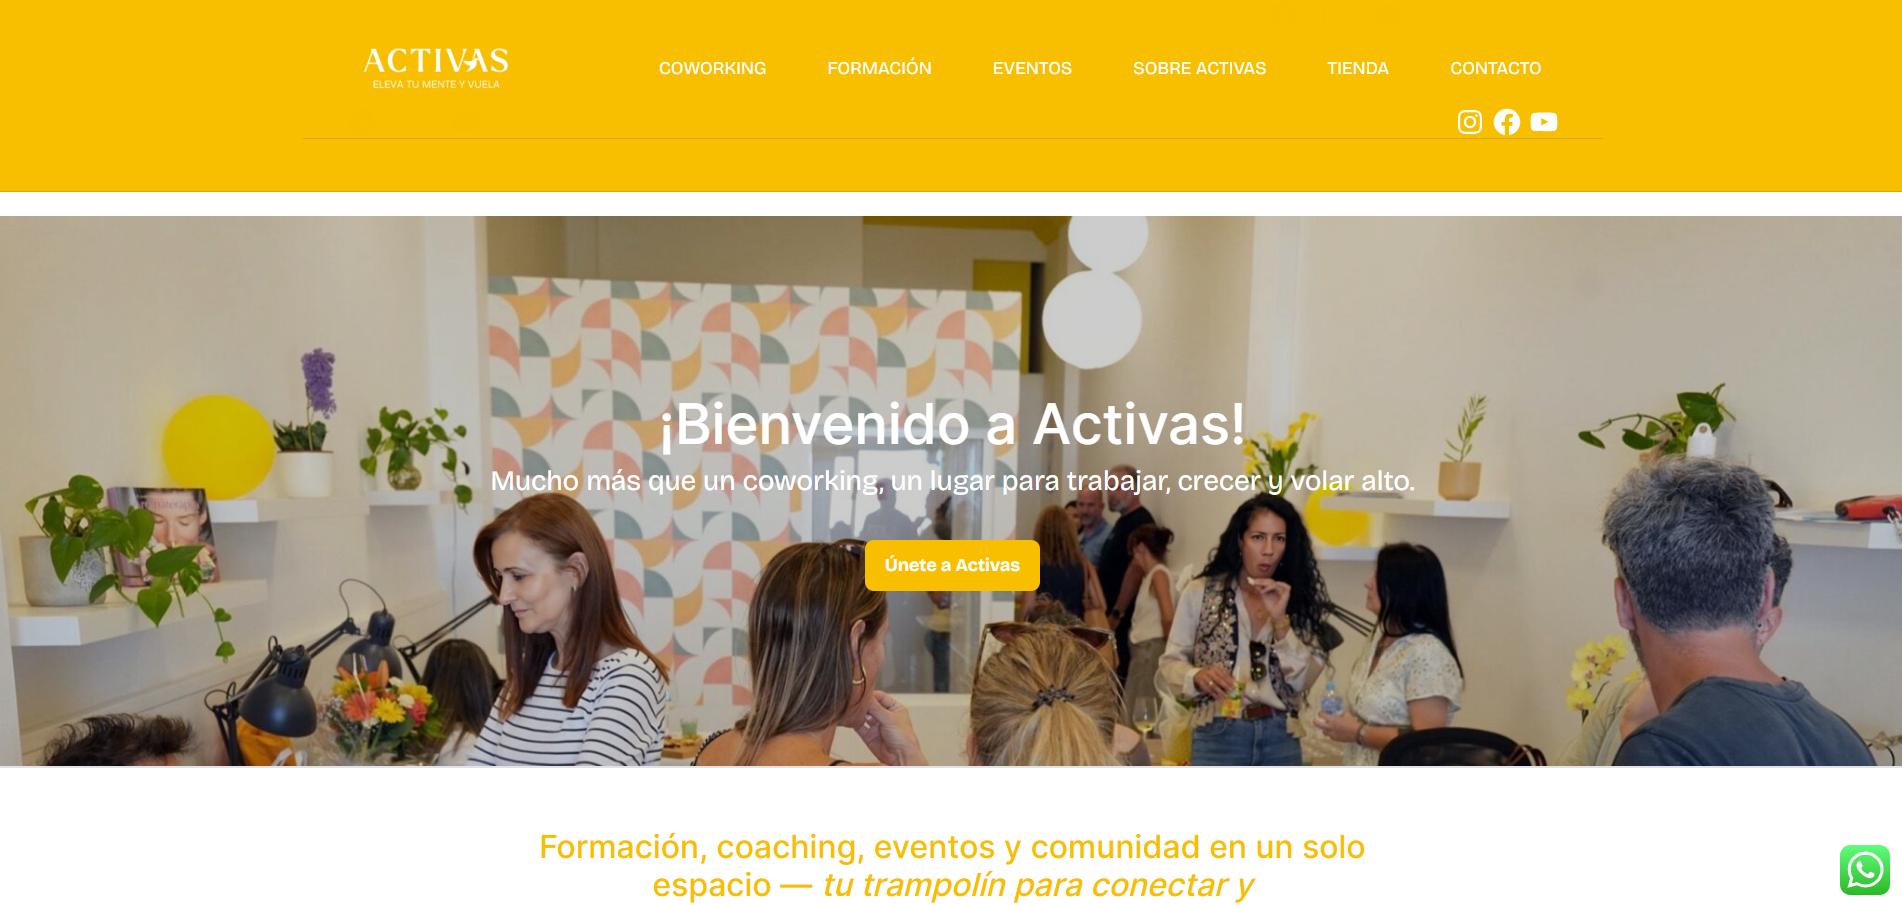 ACTIVAS
ELEVA TU MENTE Y VUELA
COWORKING
FORMACIÓN
EVENTOS
SOBRE ACTIVAS
TIENDA
CONTACTO
¡Bienvenido a Activas!
Mucho más que un coworking, un lugar para trabajar, crecer y volar alto.
Únete a Activas
Formación, coaching, eventos y comunidad en un solo
espacio — tu trampolín para conectar y